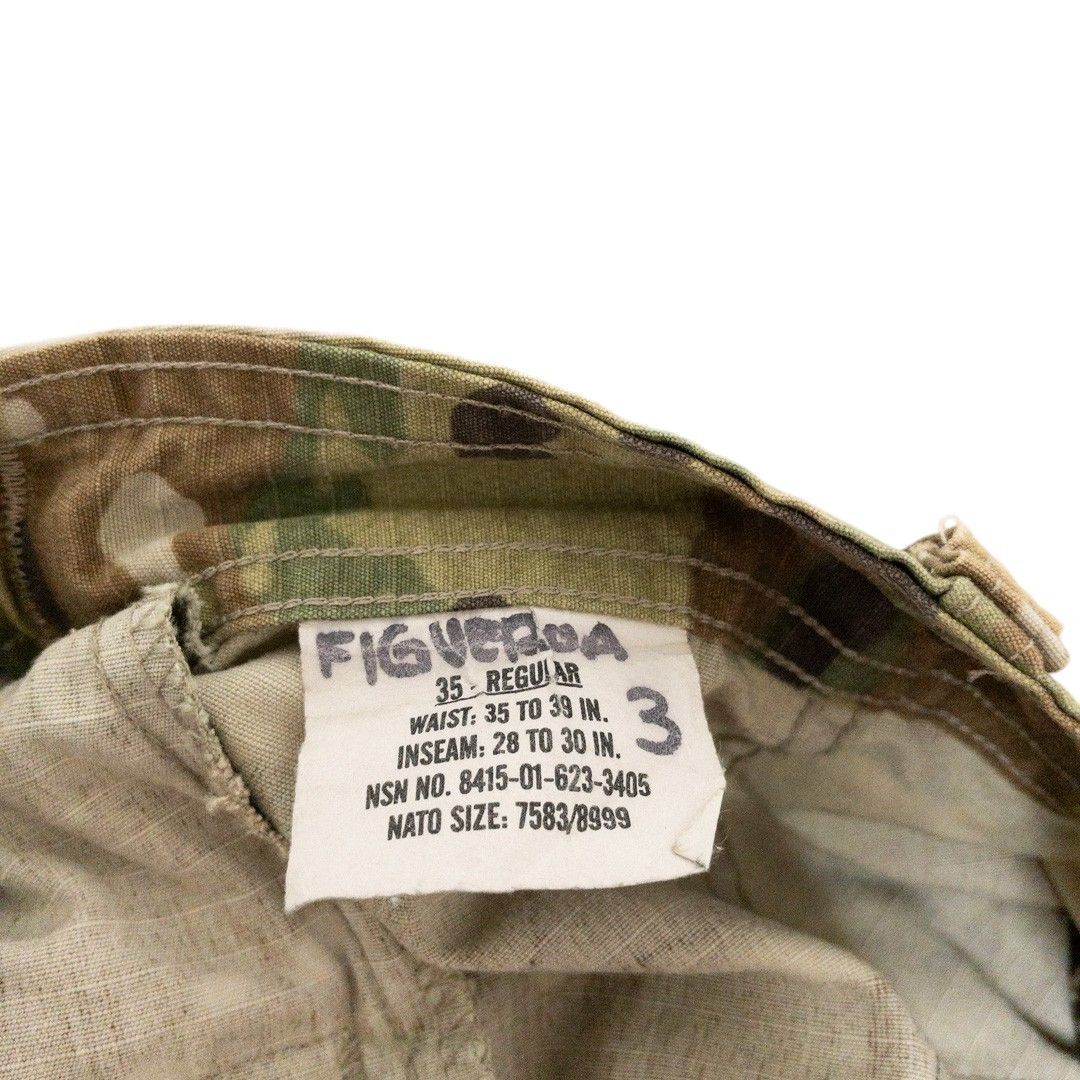 FIGUEROA
35 - REGULAR
WAIST: 35 TO 39 IN.
3
INSEAM: 28 TO 30 IN.
NSN NO. 8415-01-623-3405
NATO SIZE: 7583/8999